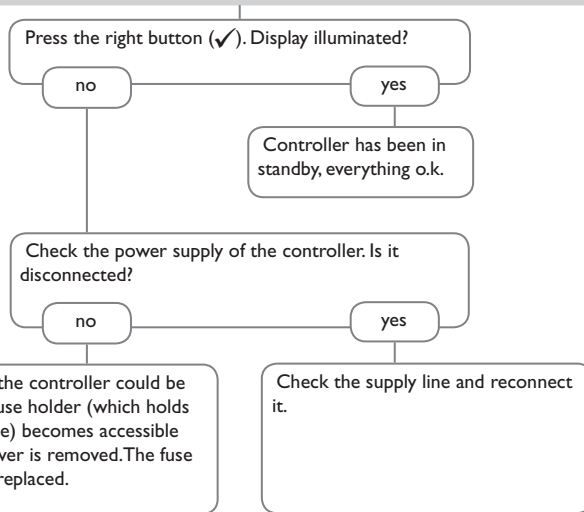 Press the right button (✓). Display illuminated?
no
yes
Controller has been in
standby, everything o.k.
Check the power supply of the controller. Is it
disconnected?
no
yes
the controller could be
use holder (which holds
e) becomes accessible
ver is removed.The fuse
replaced.
Check the supply line and reconnect
it.